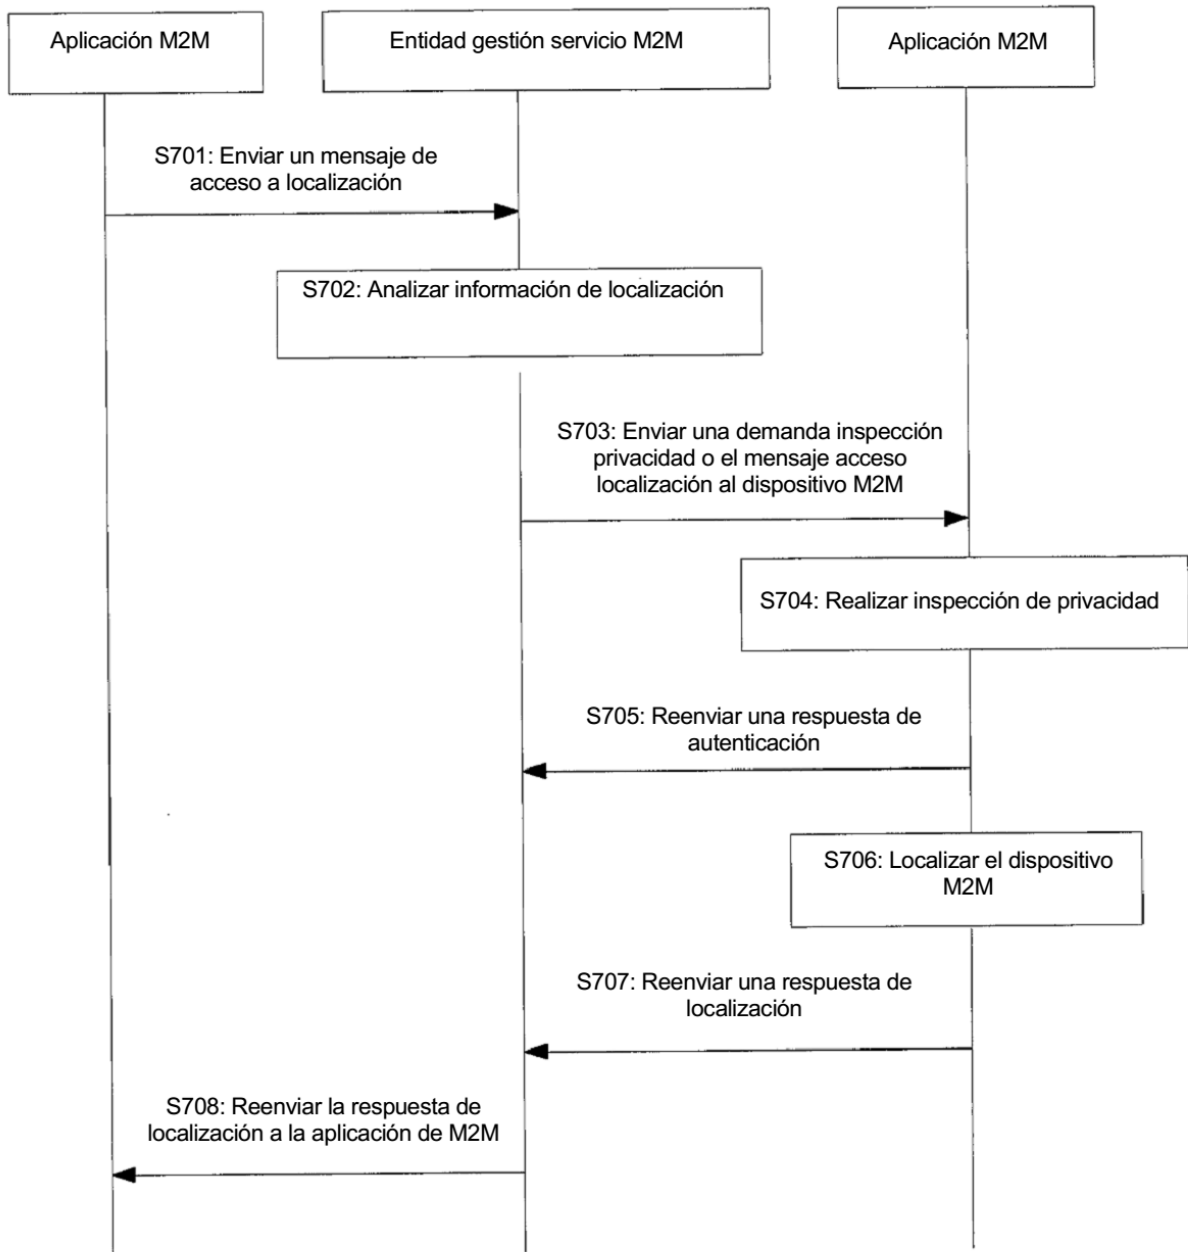 Aplicación M2M
Entidad gestión servicio M2M
Aplicación M2M
S701: Enviar un mensaje de
acceso a localización
S702: Analizar información de localización
S703: Enviar una demanda inspección
privacidad o el mensaje acceso
localización al dispositivo M2M
S704: Realizar inspección de privacidad
S705: Reenviar una respuesta de
autenticación
S706: Localizar el dispositivo
M2M
S707: Reenviar una respuesta de
localización
S708: Reenviar la respuesta de
localización a la aplicación de M2M